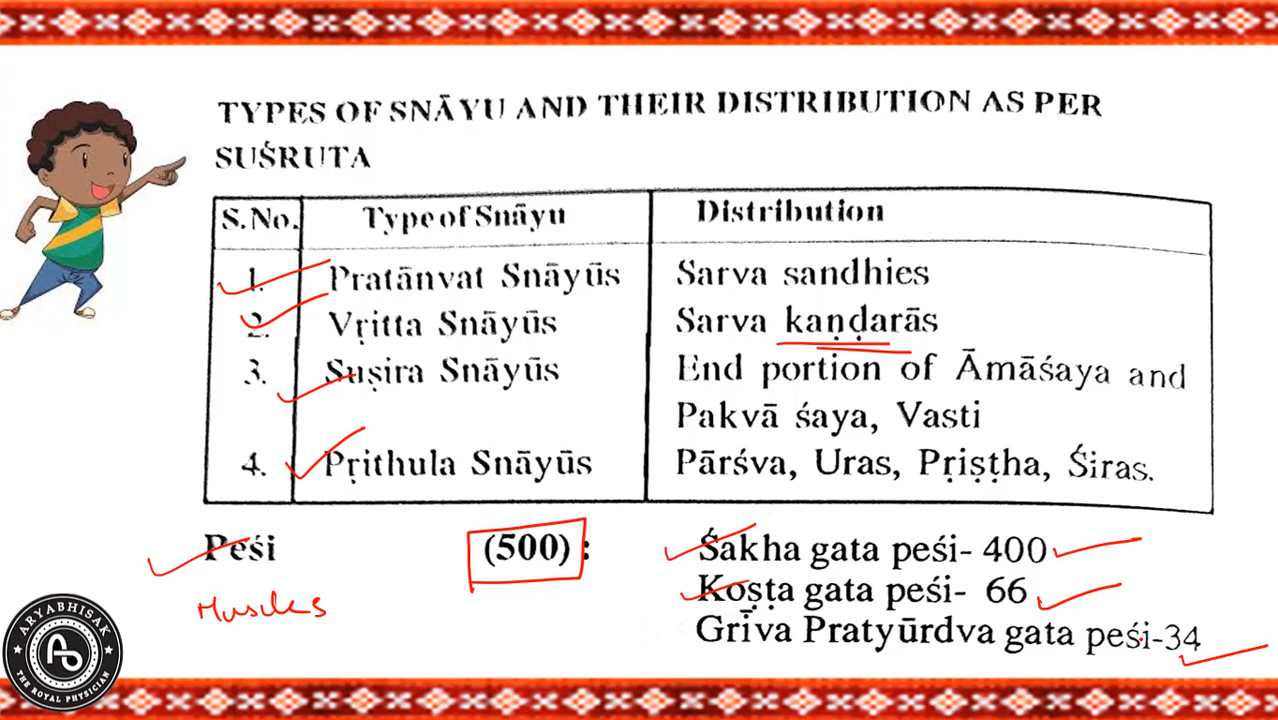 TYPES OF SNĀYU AND THEIR DISTRIBUTION AS PER
SUŚRUTA
S.No. Type of Snāyu Distribution
1. Pratānvat Snāyūs Sarva sandhies
2. Vṛitta Snāyūs Sarva kaṇḍarās
3. Suṣira Snāyūs End portion of Āmāśaya and
Pakvā śaya, Vasti
4. Pṛithula Snāyūs Pārśva, Uras, Pṛiṣṭha, Śiras.
Peśi (500) : Śakha gata peśi- 400
Muscles
Koṣṭa gata peśi- 66
Grīva Pratyūrdva gata peśi-34
ARYABHISAK
THE ROYAL PHYSICIAN